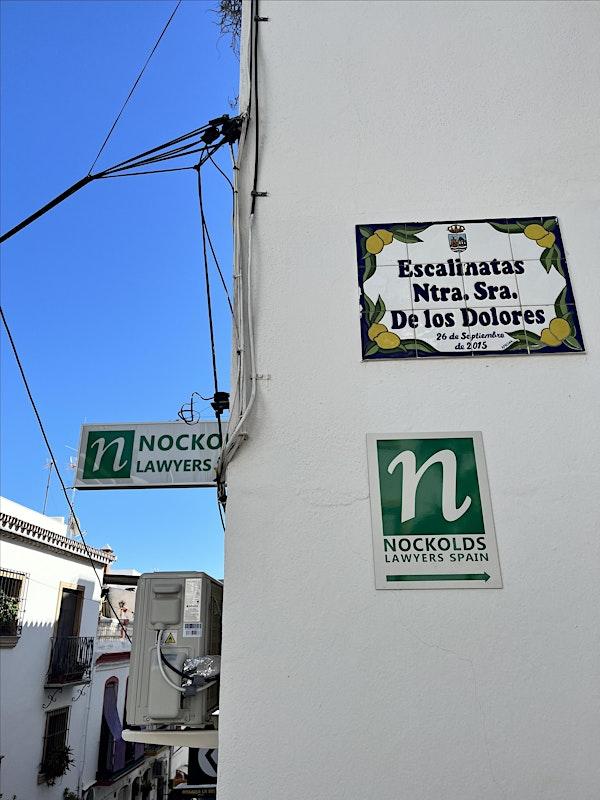 Escalinatas
Ntra. Sra.
De los Dolores
26 de Septiembre
de 2015
NOCKO
LAWYERS
n
n
NOCKOLDS
LAWYERS SPAIN